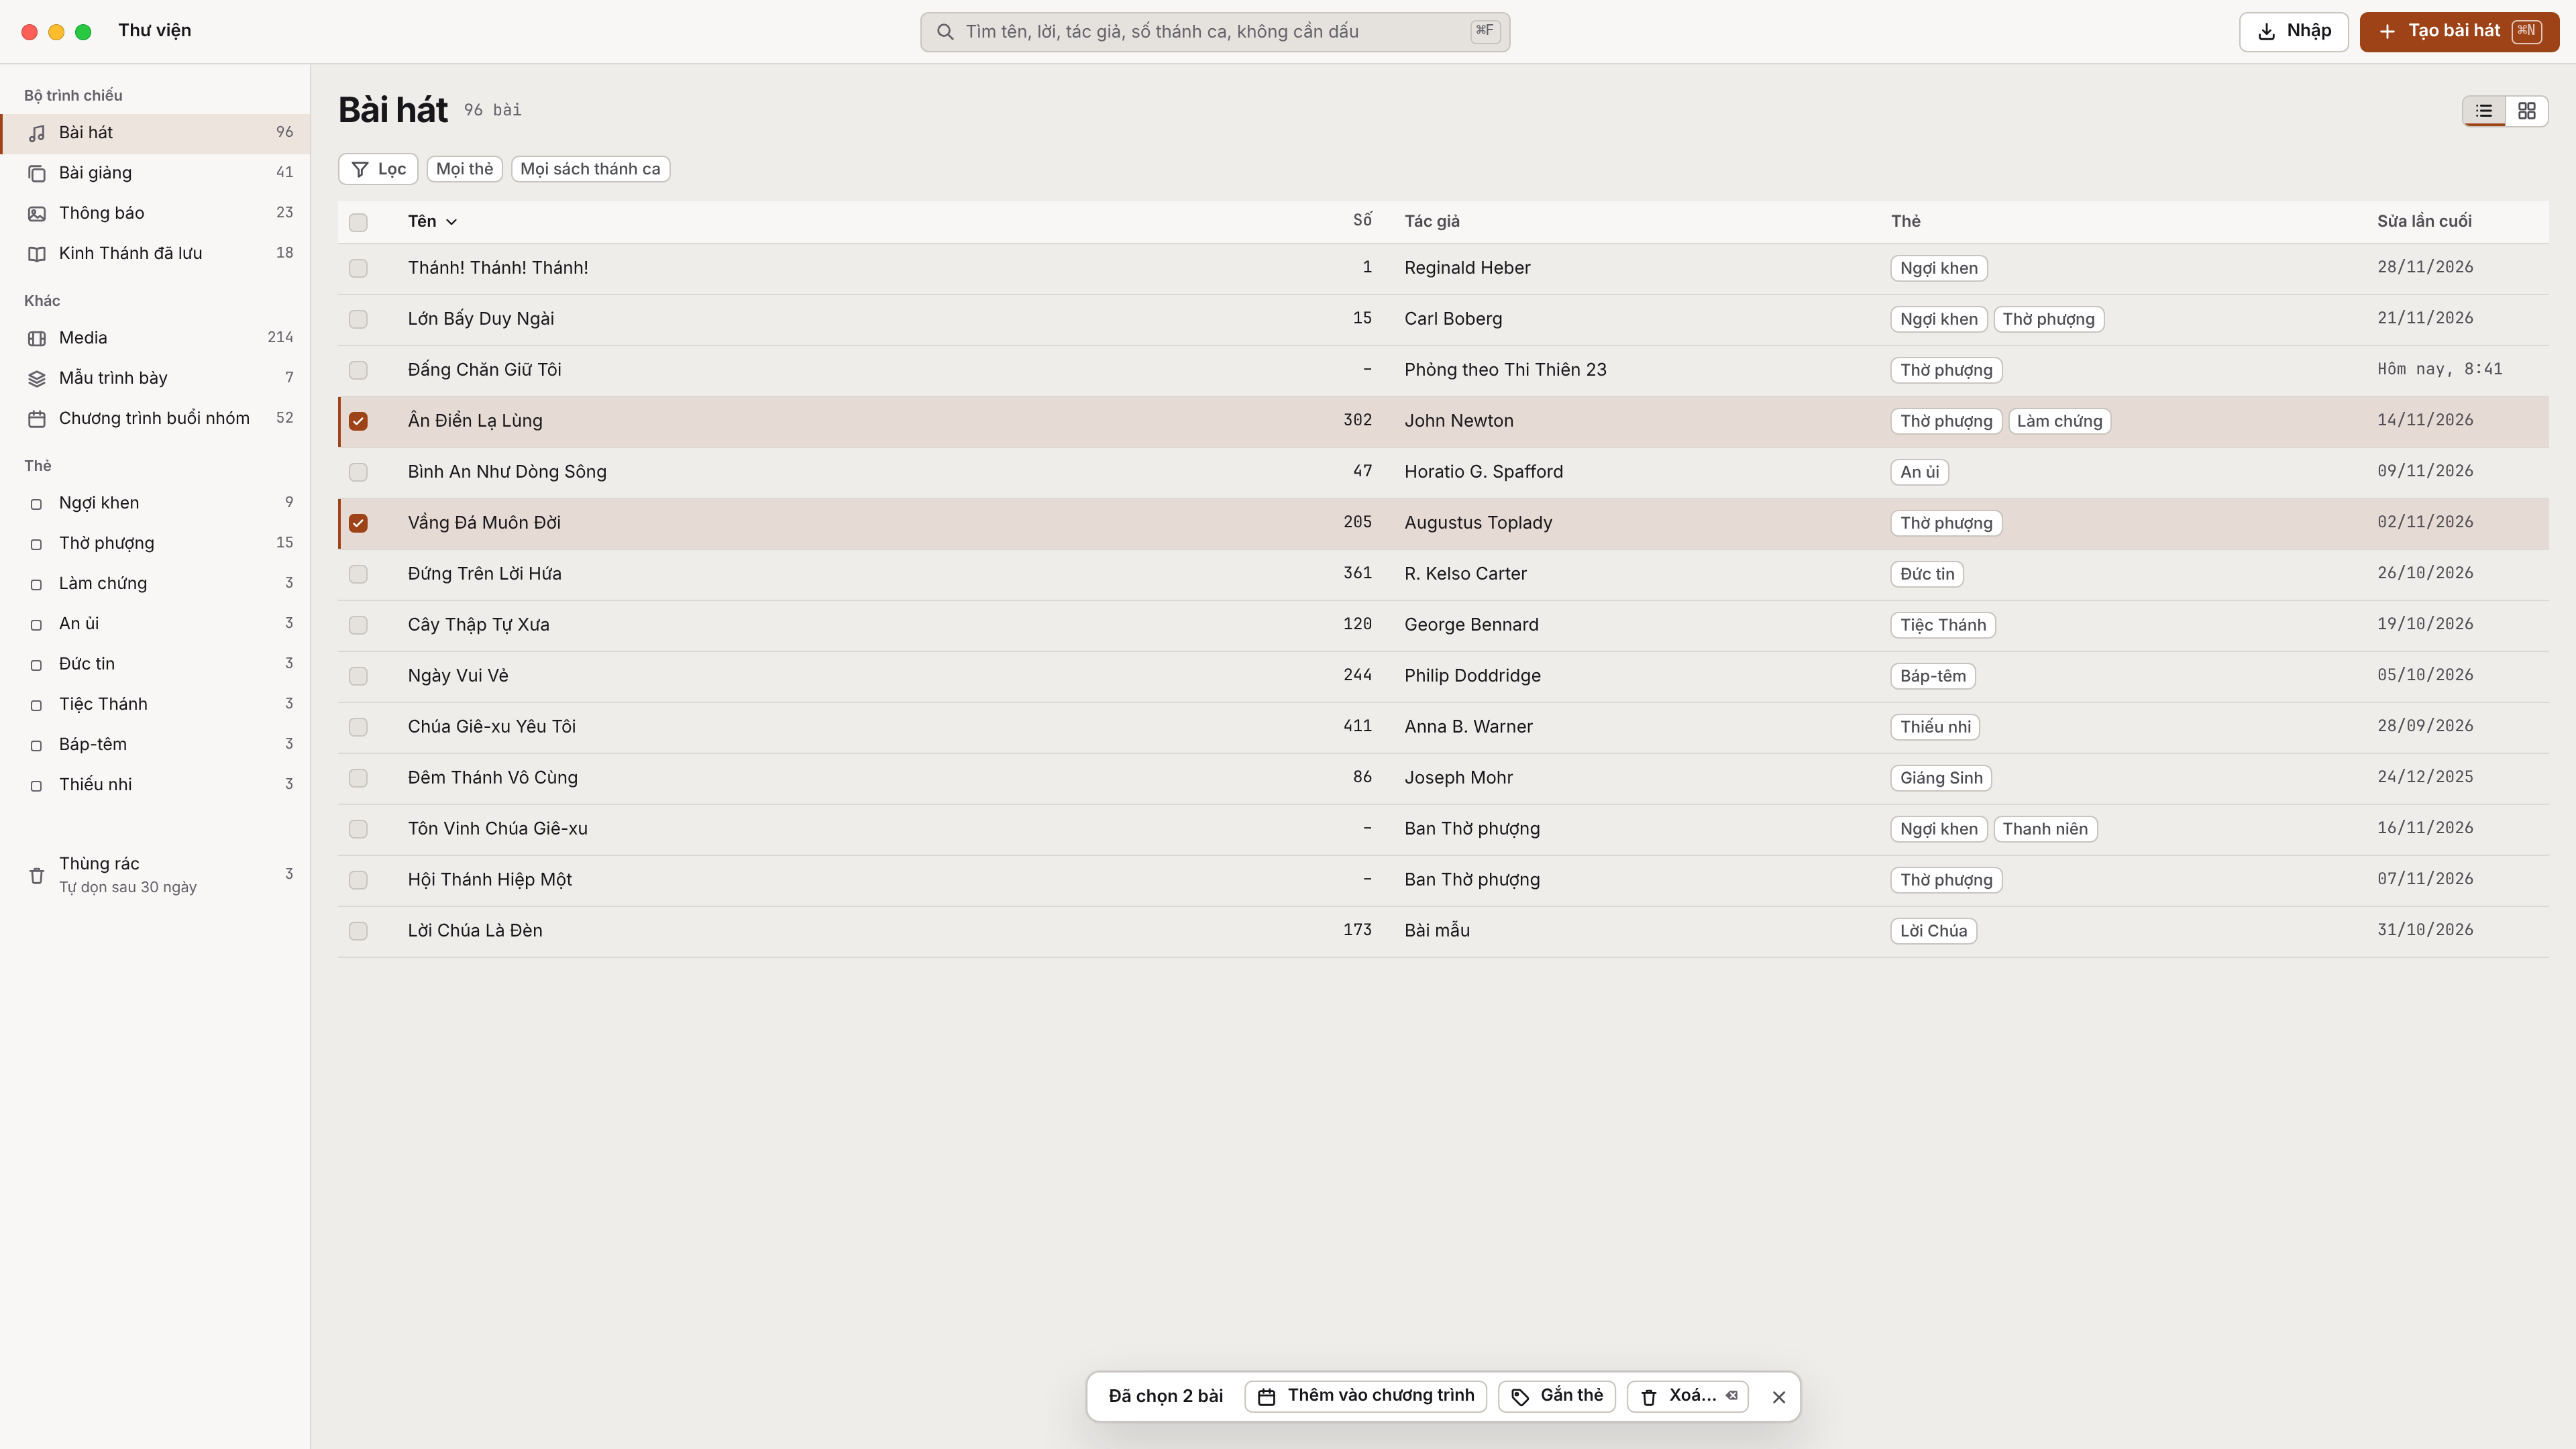 Thư viện
Tìm tên, lời, tác giả, số thánh ca, không cần dấu ⌘F
Nhập
Tạo bài hát ⌘N
Bộ trình chiếu
Bài hát 96
Bài giảng 41
Thông báo 23
Kinh Thánh đã lưu 18
Khác
Media 214
Mẫu trình bày 7
Chương trình buổi nhóm 52
Thẻ
Ngợi khen 9
Thờ phượng 15
Làm chứng 3
An ủi 3
Đức tin 3
Tiệc Thánh 3
Báp-têm 3
Thiếu nhi 3
Thùng rác 3
Tự dọn sau 30 ngày
Bài hát 96 bài
Lọc Mọi thẻ Mọi sách thánh ca
Tên Số Tác giả Thẻ Sửa lần cuối
Thánh! Thánh! Thánh! 1 Reginald Heber Ngợi khen 28/11/2026
Lớn Bấy Duy Ngài 15 Carl Boberg Ngợi khen Thờ phượng 21/11/2026
Đấng Chăn Giữ Tôi – Phỏng theo Thi Thiên 23 Thờ phượng Hôm nay, 8:41
Ân Điển Lạ Lùng 302 John Newton Thờ phượng Làm chứng 14/11/2026
Bình An Như Dòng Sông 47 Horatio G. Spafford An ủi 09/11/2026
Vầng Đá Muôn Đời 205 Augustus Toplady Thờ phượng 02/11/2026
Đứng Trên Lời Hứa 361 R. Kelso Carter Đức tin 26/10/2026
Cây Thập Tự Xưa 120 George Bennard Tiệc Thánh 19/10/2026
Ngày Vui Vẻ 244 Philip Doddridge Báp-têm 05/10/2026
Chúa Giê-xu Yêu Tôi 411 Anna B. Warner Thiếu nhi 28/09/2026
Đêm Thánh Vô Cùng 86 Joseph Mohr Giáng Sinh 24/12/2025
Tôn Vinh Chúa Giê-xu – Ban Thờ phượng Ngợi khen Thanh niên 16/11/2026
Hội Thánh Hiệp Một – Ban Thờ phượng Thờ phượng 07/11/2026
Lời Chúa Là Đèn 173 Bài mẫu Lời Chúa 31/10/2026
Đã chọn 2 bài Thêm vào chương trình Gắn thẻ Xoá... ⌫